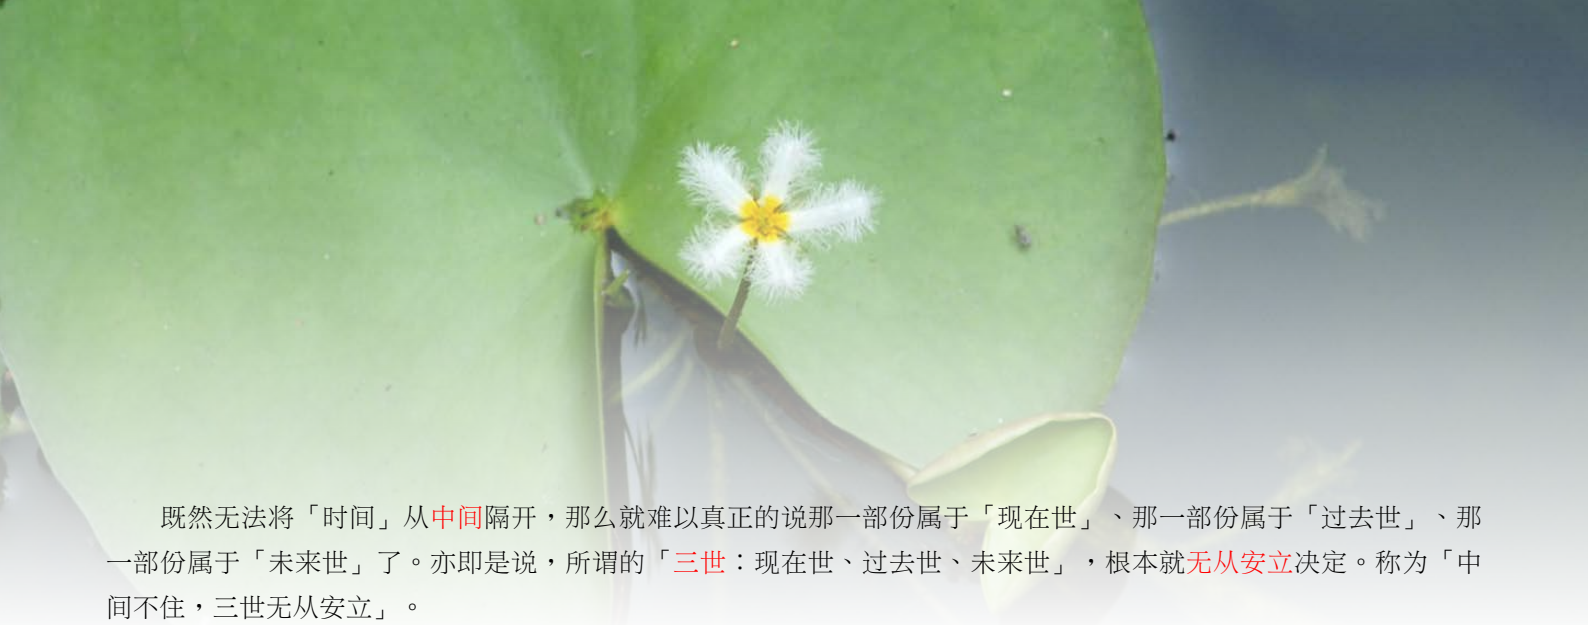 既然无法将「时间」从中间隔开，那么就难以真正的说那一部份属于「现在世」、那一部份属于「过去世」、那
一部份属于「未来世」了。亦即是说，所谓的「三世：现在世、过去世、未来世」，根本就无从安立决定。称为「中
间不住，三世无从安立」。